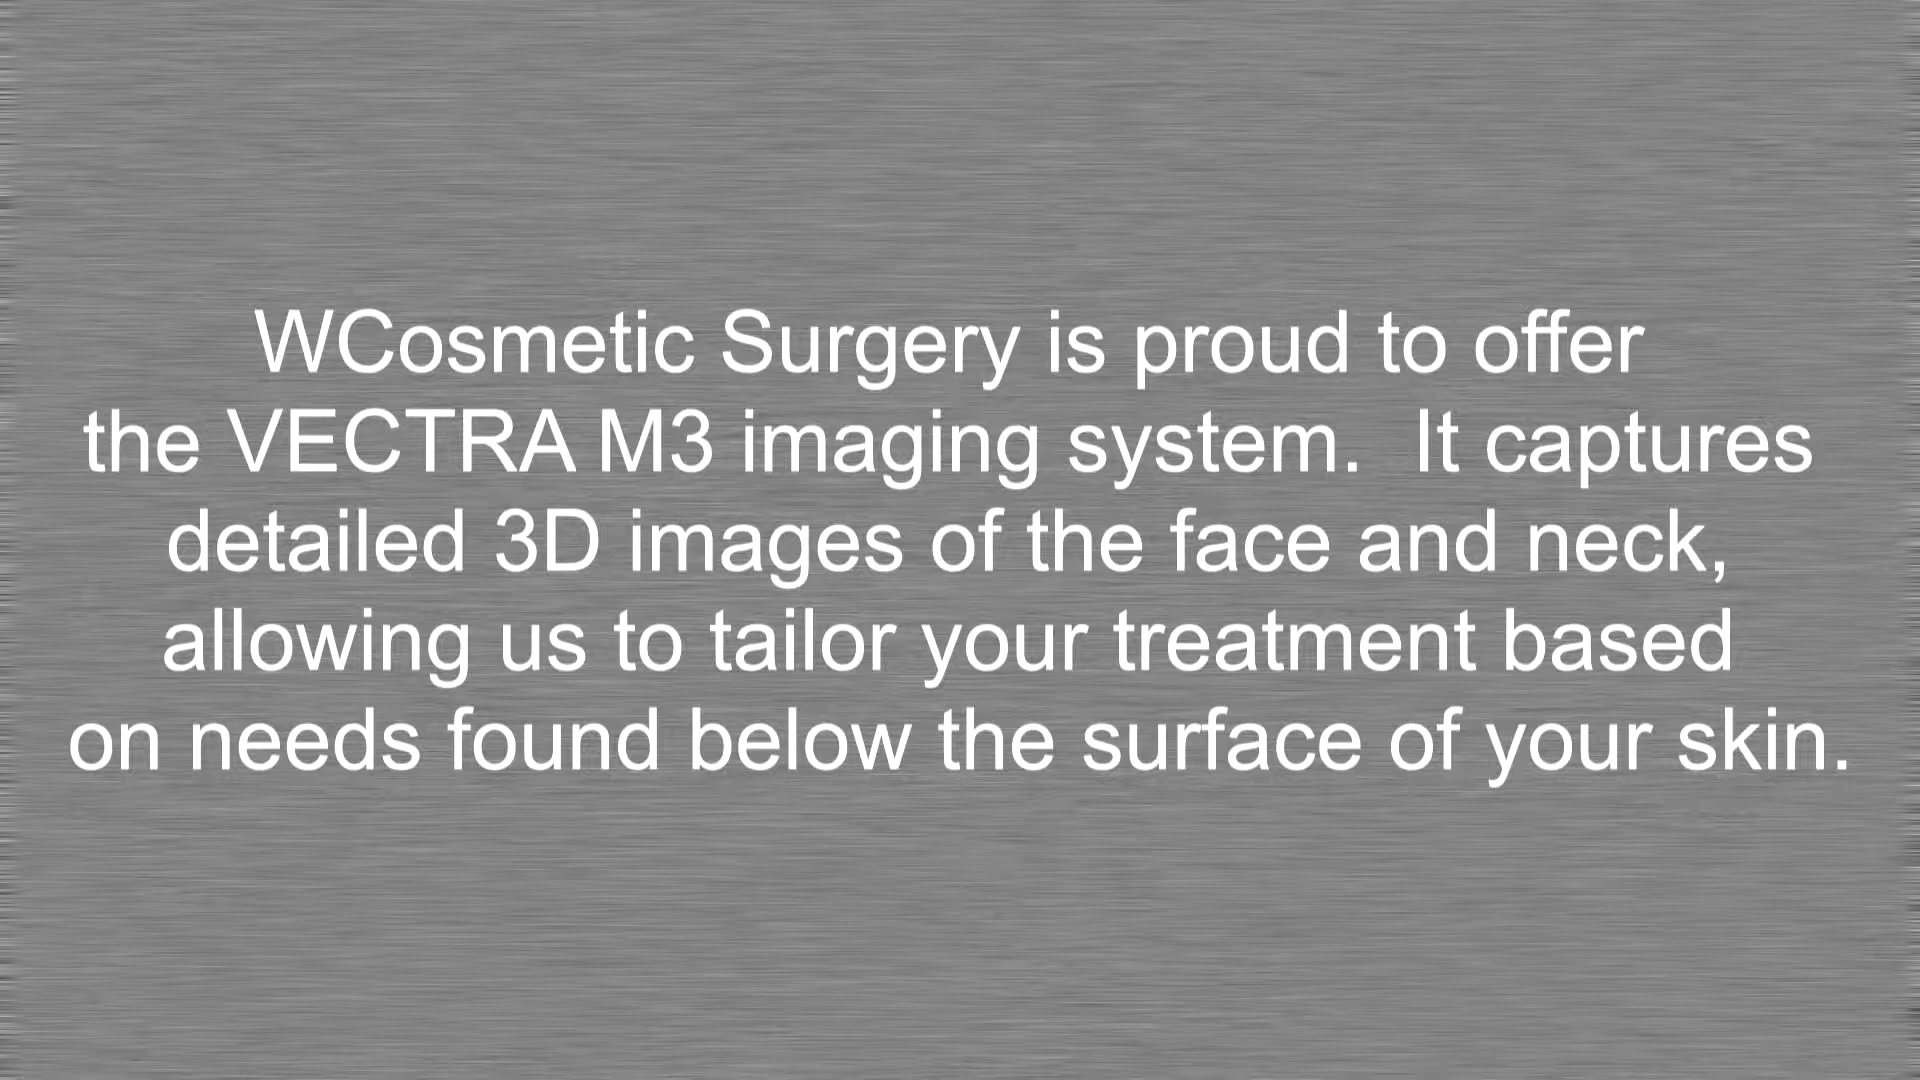 WCosmetic Surgery is proud to offer
the VECTRA M3 imaging system.  It captures
detailed 3D images of the face and neck,
allowing us to tailor your treatment based
on needs found below the surface of your skin.